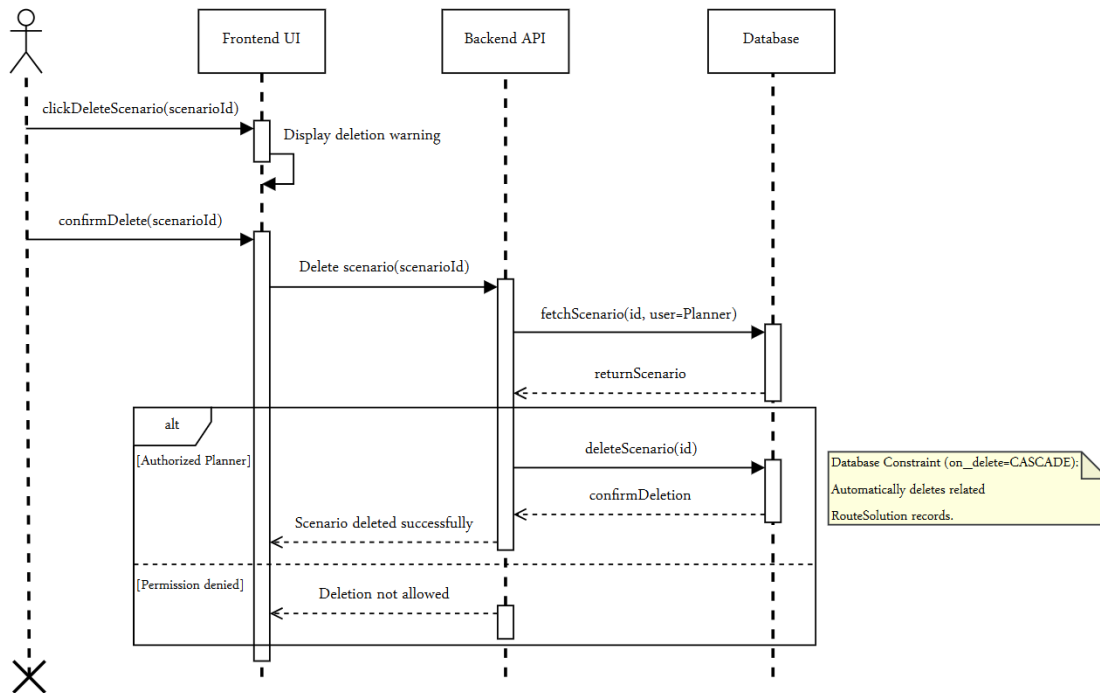 Frontend UI
Backend API
Database
clickDeleteScenario(scenarioId)
Display deletion warning
confirmDelete(scenarioId)
Delete scenario(scenarioId)
fetchScenario(id, user=Planner)
returnScenario
alt
[Authorized Planner]
deleteScenario(id)
Database Constraint (on_delete=CASCADE):
Automatically deletes related
RouteSolution records.
confirmDeletion
Scenario deleted successfully
[Permission denied]
Deletion not allowed